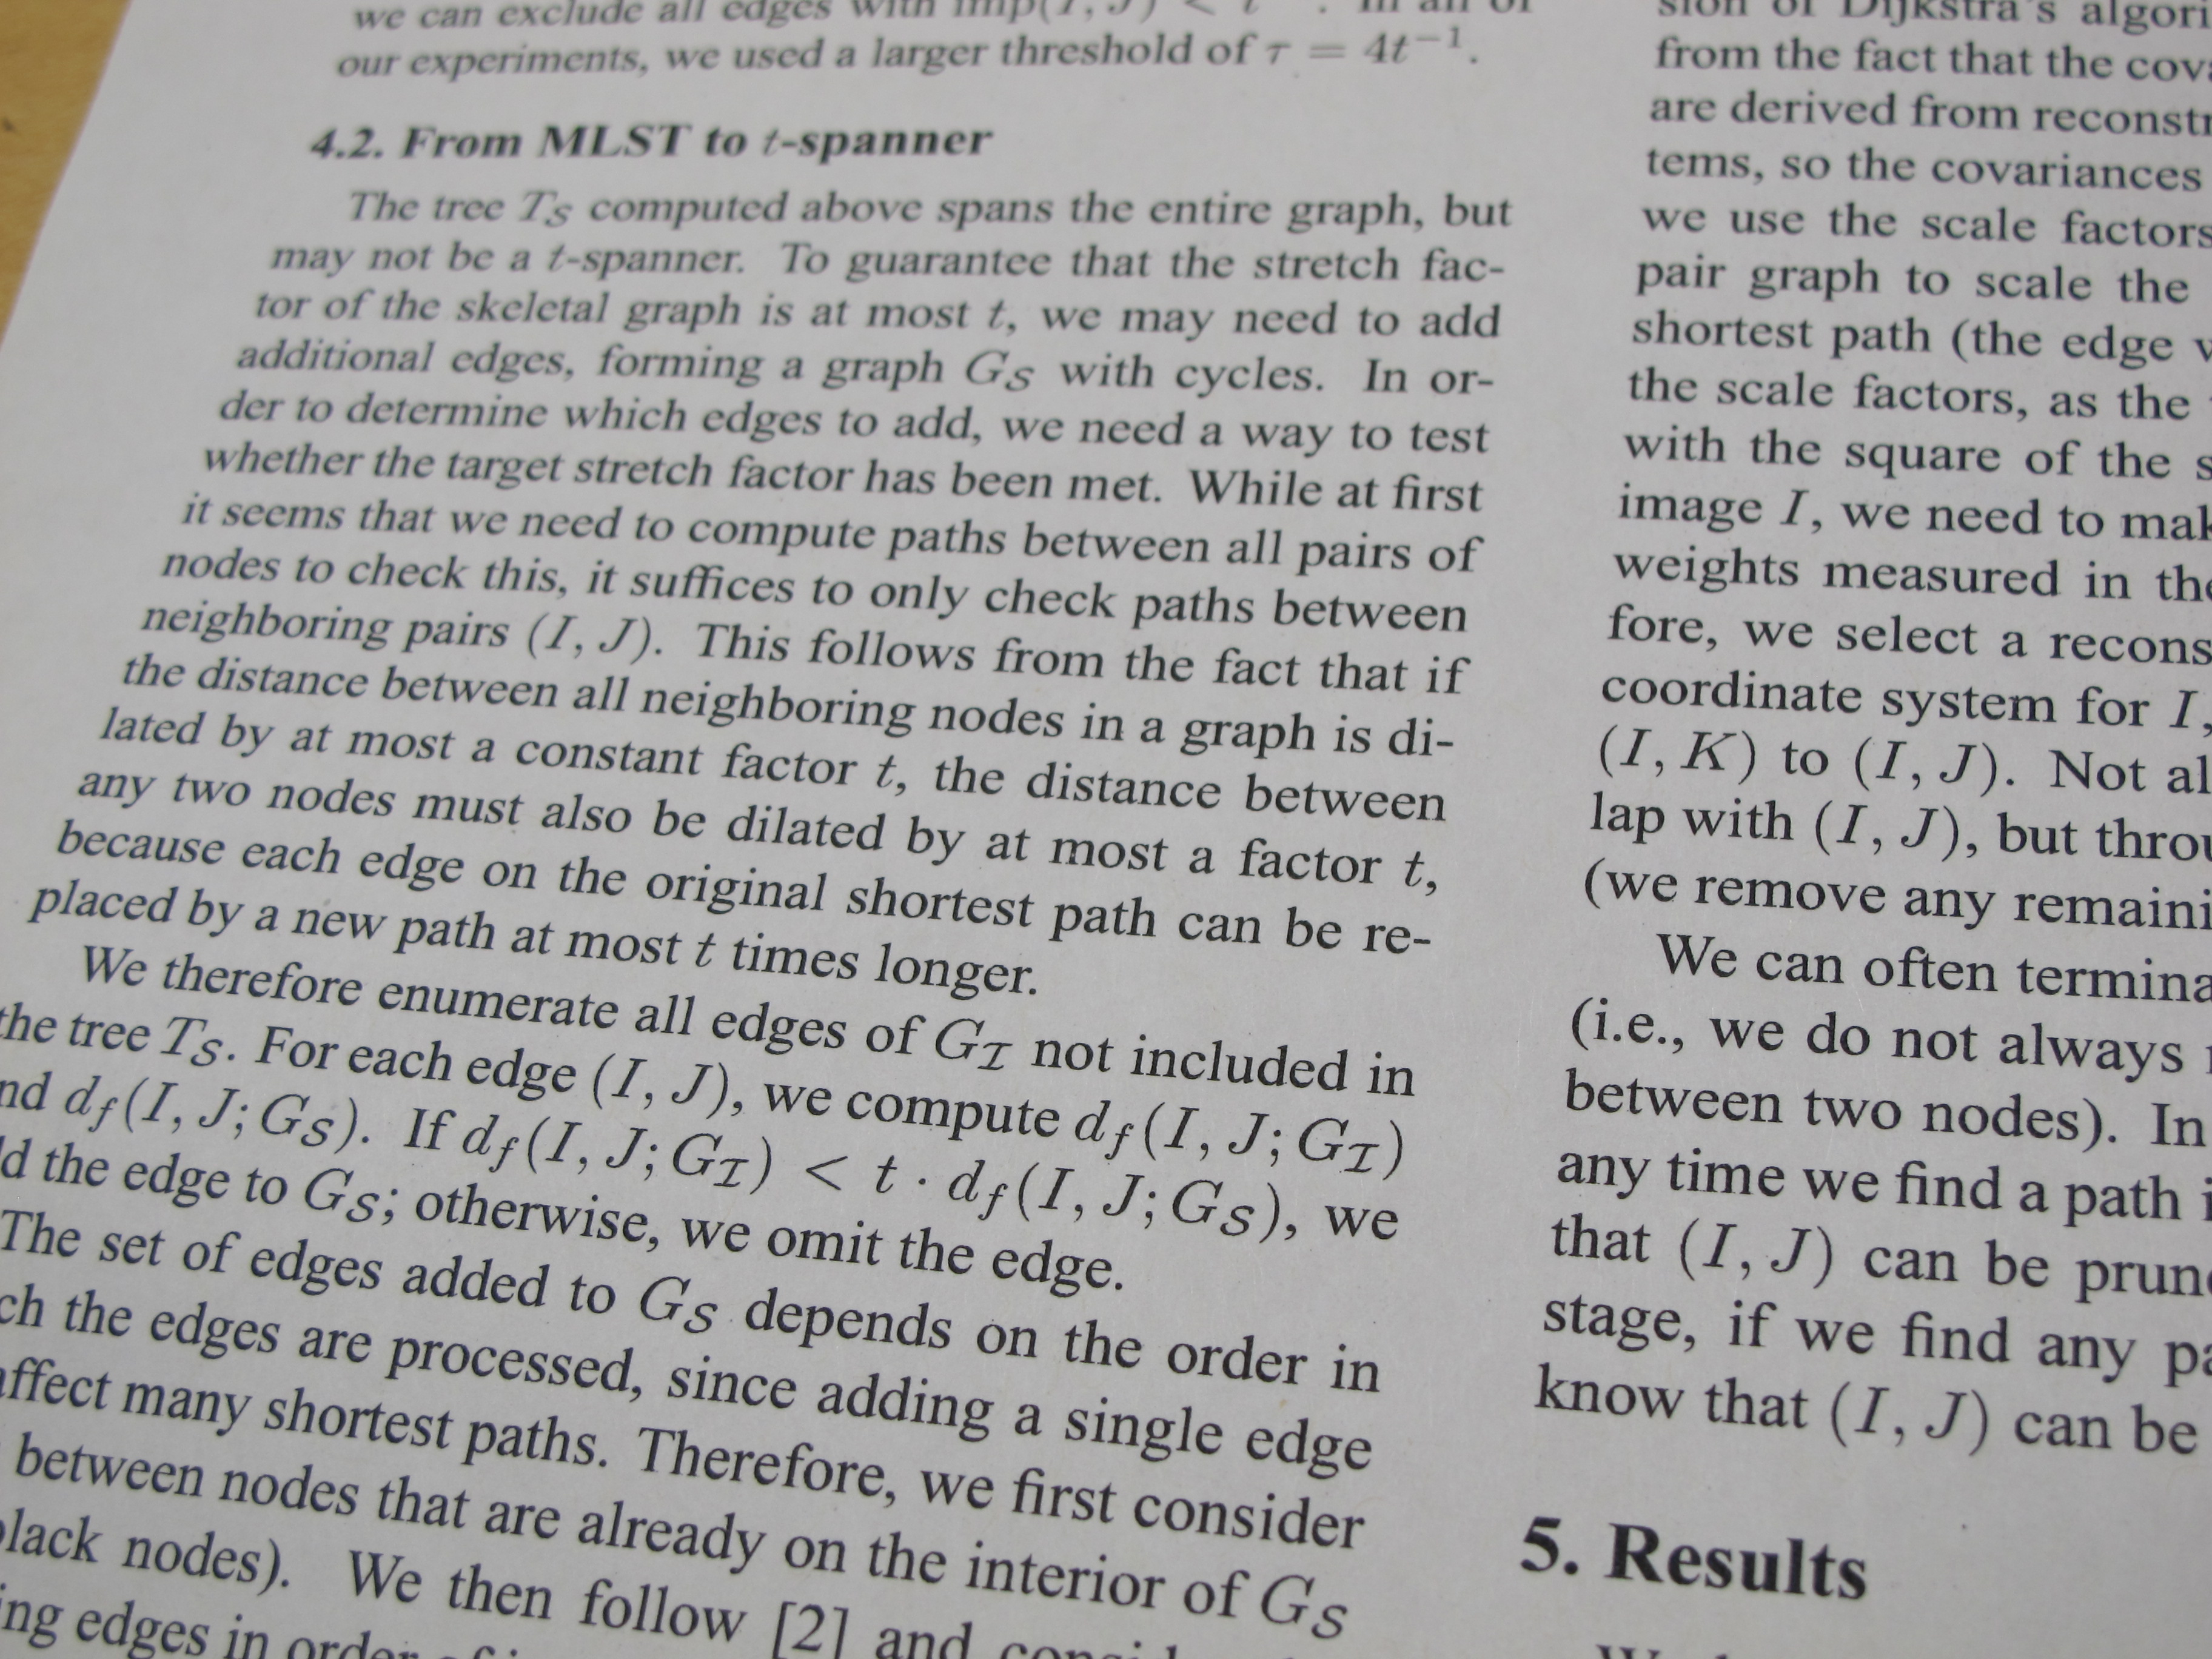 we can exclude all edges with imp(I, J) < t
our experiments, we used a larger threshold of τ = 4t⁻¹.
4.2. From MLST to t-spanner
The tree T_S computed above spans the entire graph, but
may not be a t-spanner. To guarantee that the stretch fac-
tor of the skeletal graph is at most t, we may need to add
additional edges, forming a graph G_S with cycles. In or-
der to determine which edges to add, we need a way to test
whether the target stretch factor has been met. While at first
it seems that we need to compute paths between all pairs of
nodes to check this, it suffices to only check paths between
neighboring pairs (I, J). This follows from the fact that if
the distance between all neighboring nodes in a graph is di-
lated by at most a constant factor t, the distance between
any two nodes must also be dilated by at most a factor t,
because each edge on the original shortest path can be re-
placed by a new path at most t times longer.
We therefore enumerate all edges of G_I not included in
the tree T_S. For each edge (I, J), we compute d_f(I, J; G_I)
nd d_f(I, J; G_S). If d_f(I, J; G_I) < t · d_f(I, J; G_S), we
d the edge to G_S; otherwise, we omit the edge.
The set of edges added to G_S depends on the order in
ch the edges are processed, since adding a single edge
affect many shortest paths. Therefore, we first consider
between nodes that are already on the interior of G_S
black nodes). We then follow [2] and
ing edges in order of
sion of Dijkstra's algori
from the fact that the cova
are derived from reconstr
tems, so the covariances
we use the scale factors
pair graph to scale the
shortest path (the edge
the scale factors, as the
with the square of the s
image I, we need to mak
weights measured in the
fore, we select a recons
coordinate system for I,
(I, K) to (I, J). Not al
lap with (I, J), but throu
(we remove any remaini
We can often termina
(i.e., we do not always
between two nodes). In
any time we find a path i
that (I, J) can be prune
stage, if we find any pa
know that (I, J) can be
5. Results